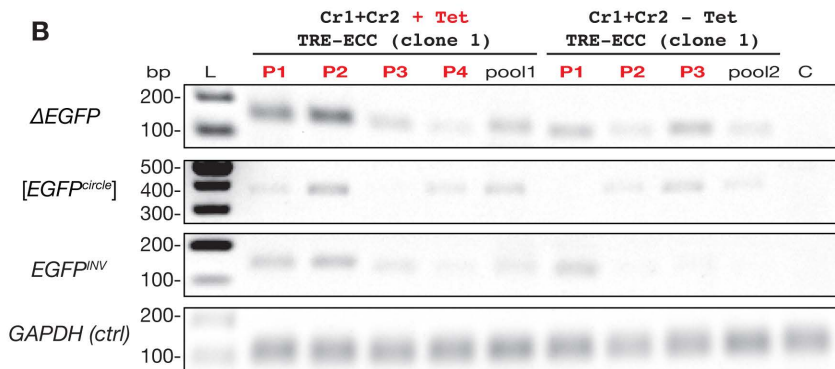 B
Cr1+Cr2 + Tet
TRE-ECC (clone 1)
Cr1+Cr2 - Tet
TRE-ECC (clone 1)
bp L P1 P2 P3 P4 pool1 P1 P2 P3 pool2 C
ΔEGFP
200-
100-
[EGFPcircle]
500-
400-
300-
EGFPINV
200-
100-
GAPDH (ctrl)
200-
100-